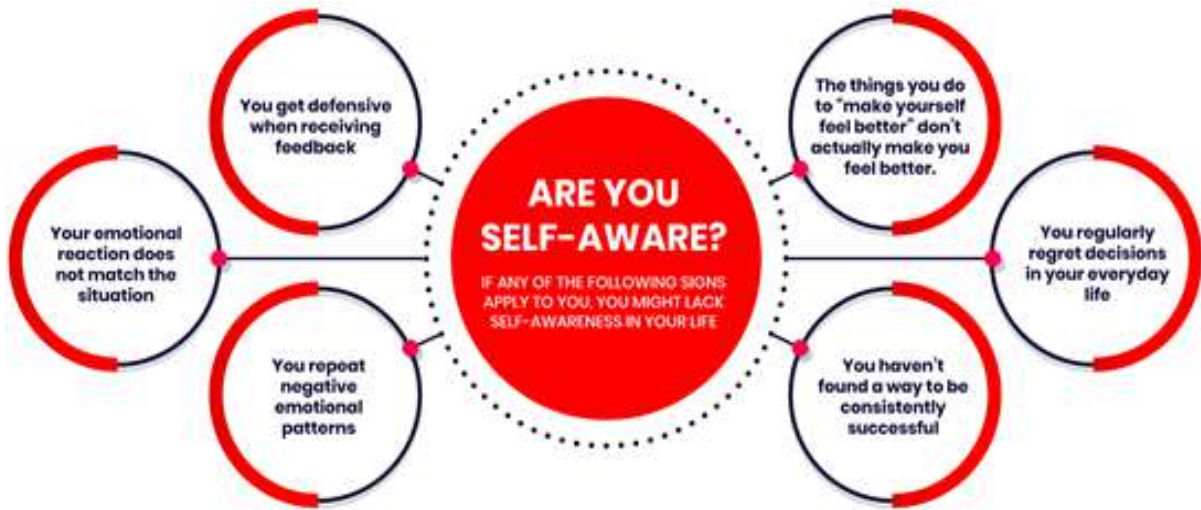 ARE YOU
SELF-AWARE?
IF ANY OF THE FOLLOWING SIGNS
APPLY TO YOU, YOU MIGHT LACK
SELF-AWARENESS IN YOUR LIFE
You get defensive
when receiving
feedback
Your emotional
reaction does
not match the
situation
You repeat
negative
emotional
patterns
The things you do
to "make yourself
feel better" don't
actually make you
feel better.
You regularly
regret decisions
in your everyday
life
You haven't
found a way to be
consistently
successful